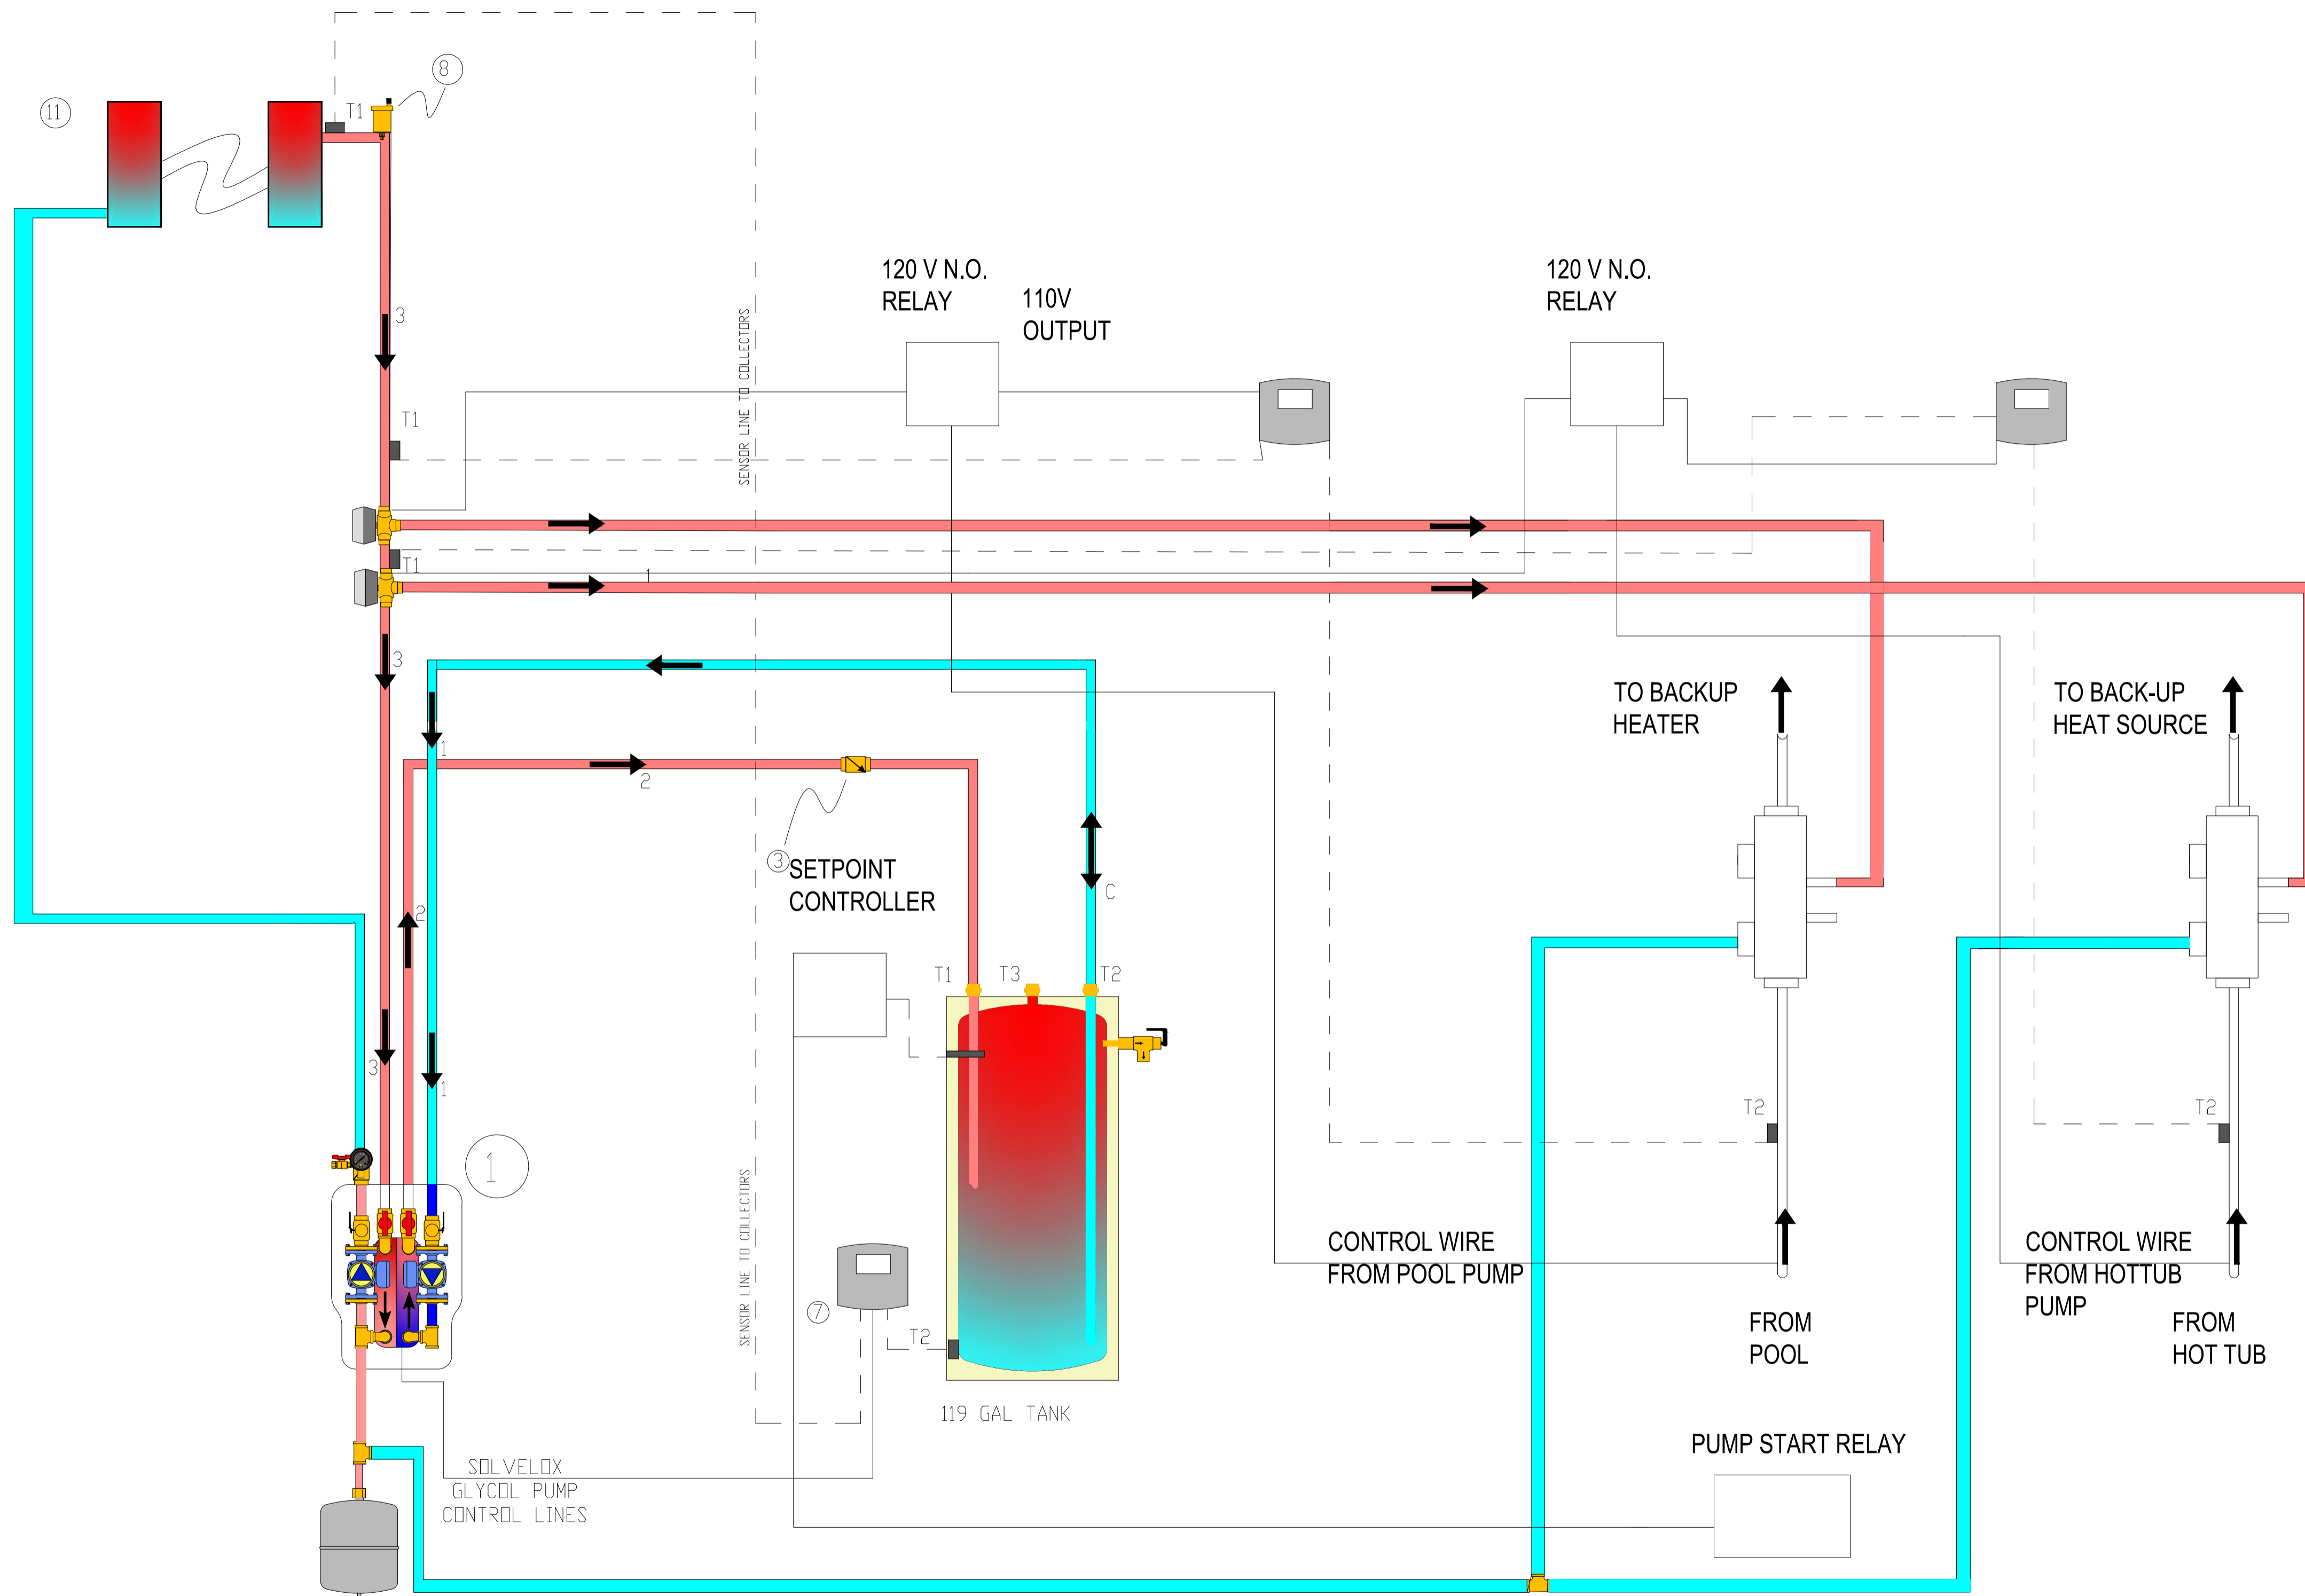 8
11
T1
120 V N.O.
RELAY
110V
OUTPUT
120 V N.O.
RELAY
3
SENSOR LINE TO COLLECTORS
T1
T1
1
3
TO BACKUP
HEATER
TO BACK-UP
HEAT SOURCE
1
2
3
SETPOINT
CONTROLLER
C
2
T1
T3
T2
3
1
T2
T2
1
SENSOR LINE TO COLLECTORS
CONTROL WIRE
FROM POOL PUMP
CONTROL WIRE
FROM HOTTUB
PUMP
7
T2
FROM
POOL
FROM
HOT TUB
119 GAL TANK
PUMP START RELAY
SOLVELOX
GLYCOL PUMP
CONTROL LINES